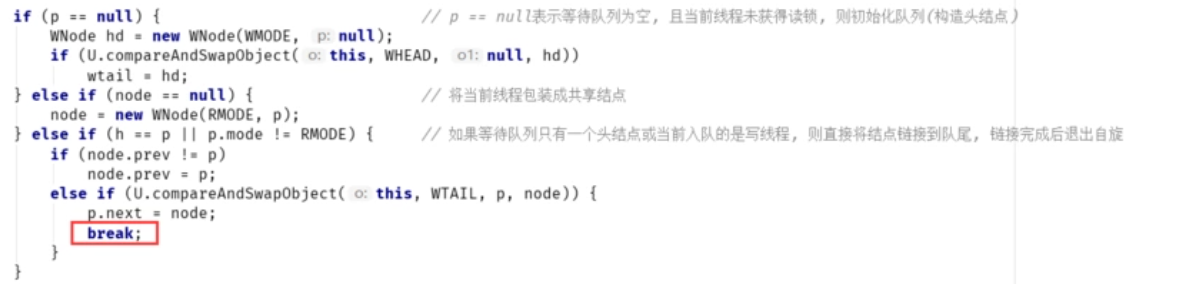 if (p == null) { // p == null表示等待队列为空, 且当前线程未获得读锁, 则初始化队列(构造头结点)
WNode hd = new WNode(WMODE, p: null);
if (U.compareAndSwapObject( o: this, WHEAD, o1: null, hd))
wtail = hd;
} else if (node == null) { // 将当前线程包装成共享结点
node = new WNode(RMODE, p);
} else if (h == p || p.mode != RMODE) { // 如果等待队列只有一个头结点或当前入队的是写线程, 则直接将结点链接到队尾, 链接完成后退出自旋
if (node.prev != p)
node.prev = p;
else if (U.compareAndSwapObject( o: this, WTAIL, p, node)) {
p.next = node;
break;
}
}